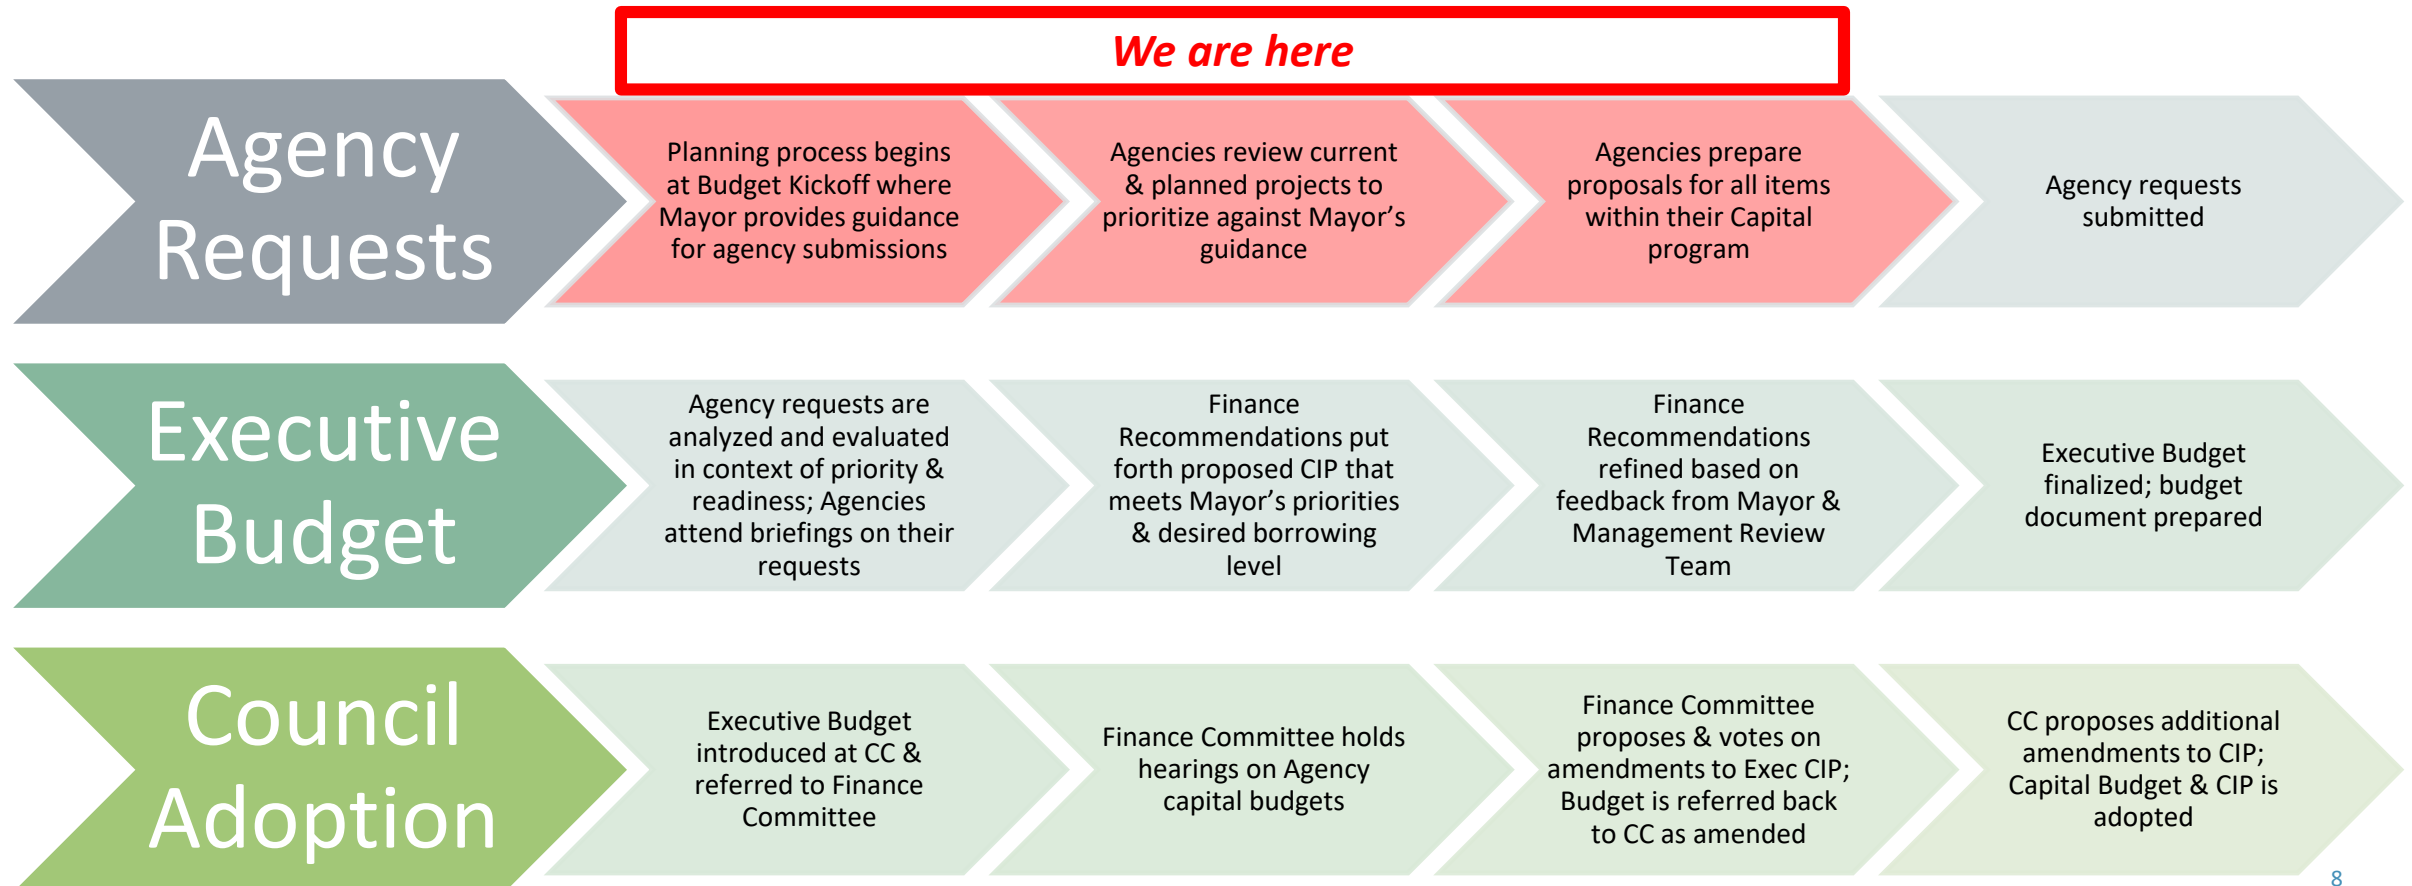 We are here
Agency
Requests
Planning process begins
at Budget Kickoff where
Mayor provides guidance
for agency submissions
Agencies review current
& planned projects to
prioritize against Mayor’s
guidance
Agencies prepare
proposals for all items
within their Capital
program
Agency requests
submitted
Executive
Budget
Agency requests are
analyzed and evaluated
in context of priority &
readiness; Agencies
attend briefings on their
requests
Finance
Recommendations put
forth proposed CIP that
meets Mayor’s priorities
& desired borrowing
level
Finance
Recommendations
refined based on
feedback from Mayor &
Management Review
Team
Executive Budget
finalized; budget
document prepared
Council
Adoption
Executive Budget
introduced at CC &
referred to Finance
Committee
Finance Committee holds
hearings on Agency
capital budgets
Finance Committee
proposes & votes on
amendments to Exec CIP;
Budget is referred back
to CC as amended
CC proposes additional
amendments to CIP;
Capital Budget & CIP is
adopted
8